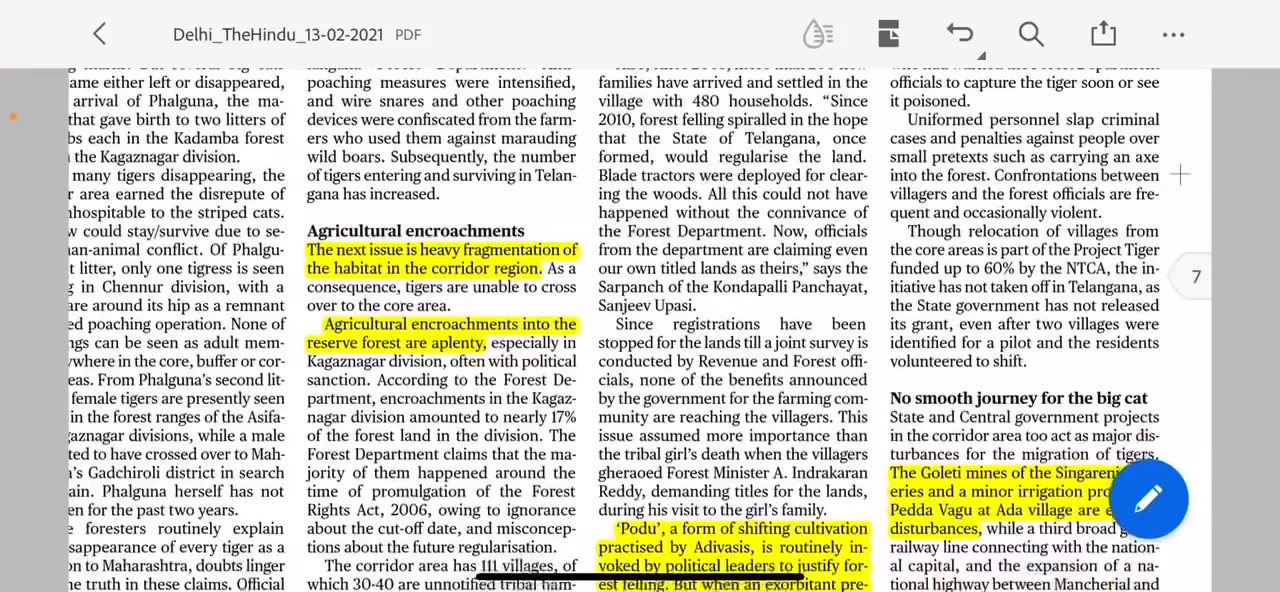 Delhi_TheHindu_13-02-2021 PDF
ame either left or disappeared,
arrival of Phalguna, the ma-
that gave birth to two litters of
bs each in the Kadamba forest
the Kagaznagar division.
many tigers disappearing, the
r area earned the disrepute of
nhospitable to the striped cats.
w could stay/survive due to se-
an-animal conflict. Of Phalgu-
t litter, only one tigress is seen
g in Chennur division, with a
are around its hip as a remnant
ed poaching operation. None of
ngs can be seen as adult mem-
ywhere in the core, buffer or cor-
eas. From Phalguna's second lit-
female tigers are presently seen
in the forest ranges of the Asifa-
gaznagar divisions, while a male
ted to have crossed over to Mah-
a's Gadchiroli district in search
ain. Phalguna herself has not
en for the past two years.
e foresters routinely explain
sappearance of every tiger as a
on to Maharashtra, doubts linger
e truth in these claims. Official
poaching measures were intensified,
and wire snares and other poaching
devices were confiscated from the farm-
ers who used them against marauding
wild boars. Subsequently, the number
of tigers entering and surviving in Telan-
gana has increased.
Agricultural encroachments
The next issue is heavy fragmentation of
the habitat in the corridor region. As a
consequence, tigers are unable to cross
over to the core area.
Agricultural encroachments into the
reserve forest are aplenty, especially in
Kagaznagar division, often with political
sanction. According to the Forest De-
partment, encroachments in the Kagaz-
nagar division amounted to nearly 17%
of the forest land in the division. The
Forest Department claims that the ma-
jority of them happened around the
time of promulgation of the Forest
Rights Act, 2006, owing to ignorance
about the cut-off date, and misconcep-
tions about the future regularisation.
The corridor area has 111 villages, of
which 30-40 are unnotified tribal ham-
families have arrived and settled in the
village with 480 households. “Since
2010, forest felling spiralled in the hope
that the State of Telangana, once
formed, would regularise the land.
Blade tractors were deployed for clear-
ing the woods. All this could not have
happened without the connivance of
the Forest Department. Now, officials
from the department are claiming even
our own titled lands as theirs,” says the
Sarpanch of the Kondapalli Panchayat,
Sanjeev Upasi.
Since registrations have been
stopped for the lands till a joint survey is
conducted by Revenue and Forest offi-
cials, none of the benefits announced
by the government for the farming com-
munity are reaching the villagers. This
issue assumed more importance than
the tribal girl's death when the villagers
gheraoed Forest Minister A. Indrakaran
Reddy, demanding titles for the lands,
during his visit to the girl's family.
‘Podu’, a form of shifting cultivation
practised by Adivasis, is routinely in-
voked by political leaders to justify for-
est felling. But when an exorbitant pre-
officials to capture the tiger soon or see
it poisoned.
Uniformed personnel slap criminal
cases and penalties against people over
small pretexts such as carrying an axe
into the forest. Confrontations between
villagers and the forest officials are fre-
quent and occasionally violent.
Though relocation of villages from
the core areas is part of the Project Tiger
funded up to 60% by the NTCA, the in-
itiative has not taken off in Telangana, as
the State government has not released
its grant, even after two villages were
identified for a pilot and the residents
volunteered to shift.
No smooth journey for the big cat
State and Central government projects
in the corridor area too act as major dis-
turbances for the migration of tigers.
The Goleti mines of the Singareni
eries and a minor irrigation pro
Pedda Vagu at Ada village are
disturbances, while a third broad
railway line connecting with the nation-
al capital, and the expansion of a na-
tional highway between Mancherial and
7